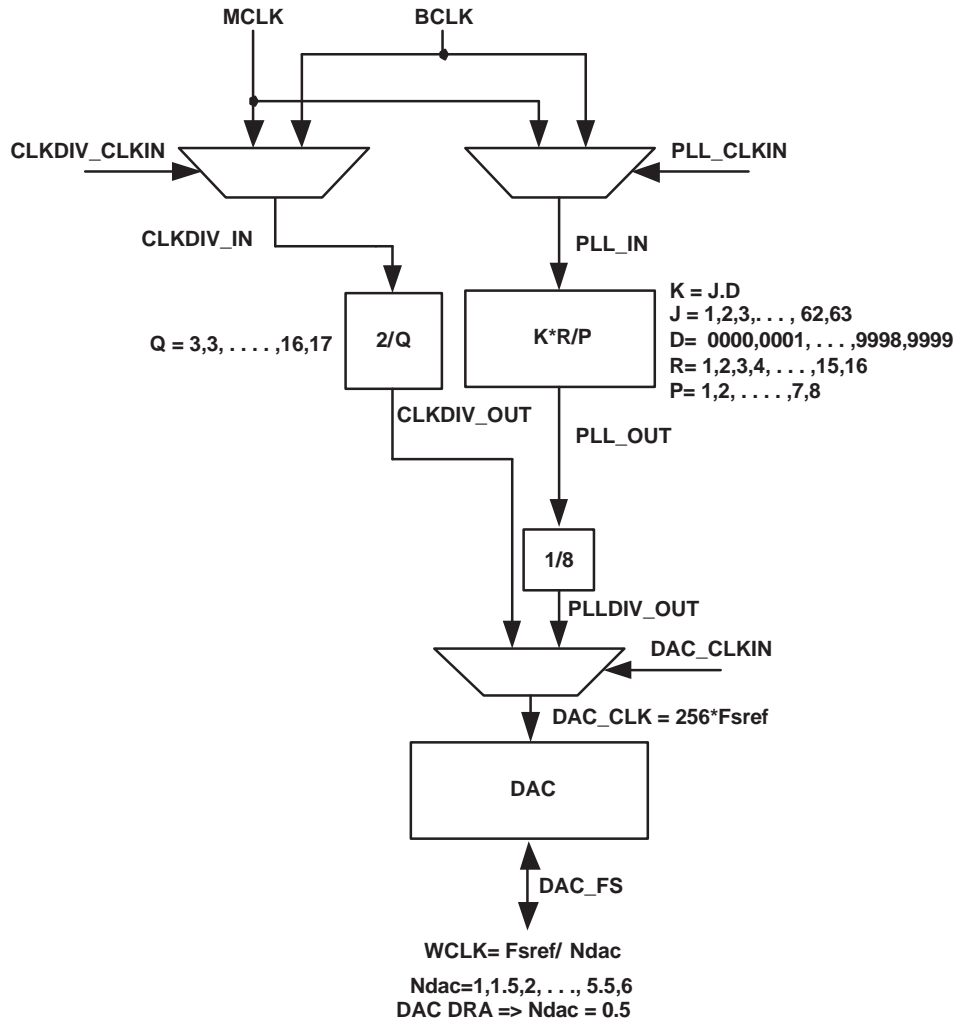 MCLK
BCLK
CLKDIV_CLKIN
PLL_CLKIN
CLKDIV_IN
PLL_IN
Q = 3,3, . . . . ,16,17
2/Q
K*R/P
K = J.D
J = 1,2,3,. . . , 62,63
D= 0000,0001, . . . ,9998,9999
R= 1,2,3,4, . . . ,15,16
P= 1,2, . . . . ,7,8
CLKDIV_OUT
PLL_OUT
1/8
PLLDIV_OUT
DAC_CLKIN
DAC_CLK = 256*Fsref
DAC
DAC_FS
WCLK= Fsref/ Ndac
Ndac=1,1.5,2, . . ., 5.5,6
DAC DRA => Ndac = 0.5